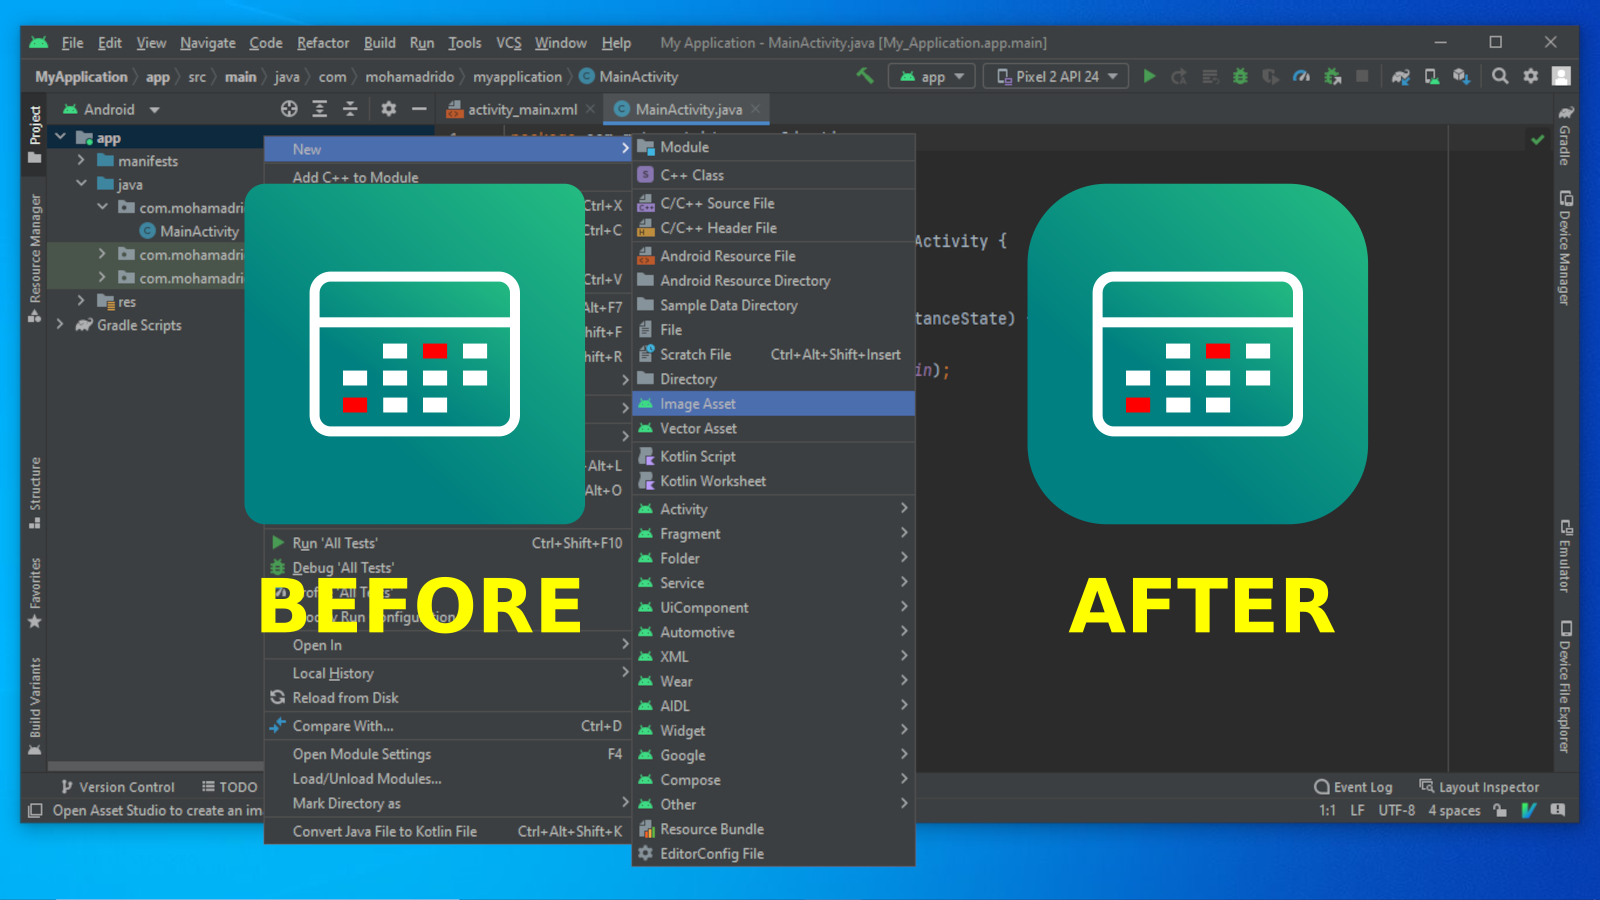 File Edit View Navigate Code Refactor Build Run Tools VCS Window Help My Application - MainActivity.java [My_Application.app.main]
MyApplication app src main java com mohamadrido myapplication MainActivity app Pixel 2 API 24
Project
Resource Manager
Structure
Favorites
Build Variants
Android
app
manifests
java
com.mohamadri
MainActivity
com.mohamadri
com.mohamadri
res
Gradle Scripts
activity_main.xml MainActivity.java
Activity {
tanceState)
in);
New
Add C++ to Module
Ctrl+X
Ctrl+C
Ctrl+V
Alt+F7
hift+F
hift+R
Alt+L
Alt+O
Run 'All Tests' Ctrl+Shift+F10
Debug 'All Tests'
Open In
Local History
Reload from Disk
Compare With... Ctrl+D
Open Module Settings F4
Load/Unload Modules...
Mark Directory as
Convert Java File to Kotlin File Ctrl+Alt+Shift+K
Module
C++ Class
C/C++ Source File
C/C++ Header File
Android Resource File
Android Resource Directory
Sample Data Directory
File
Scratch File Ctrl+Alt+Shift+Insert
Directory
Image Asset
Vector Asset
Kotlin Script
Kotlin Worksheet
Activity
Fragment
Folder
Service
UiComponent
Automotive
XML
Wear
AIDL
Widget
Google
Compose
Other
Resource Bundle
EditorConfig File
BEFORE
AFTER
Gradle
Device Manager
Emulator
Device File Explorer
Version Control TODO
Event Log Layout Inspector
Open Asset Studio to create an im
1:1 LF UTF-8 4 spaces